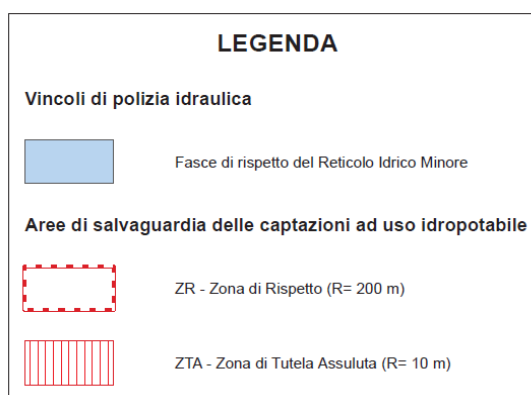 LEGENDA
Vincoli di polizia idraulica
Fasce di rispetto del Reticolo Idrico Minore
Aree di salvaguardia delle captazioni ad uso idropotabile
ZR - Zona di Rispetto (R= 200 m)
ZTA - Zona di Tutela Assuluta (R= 10 m)